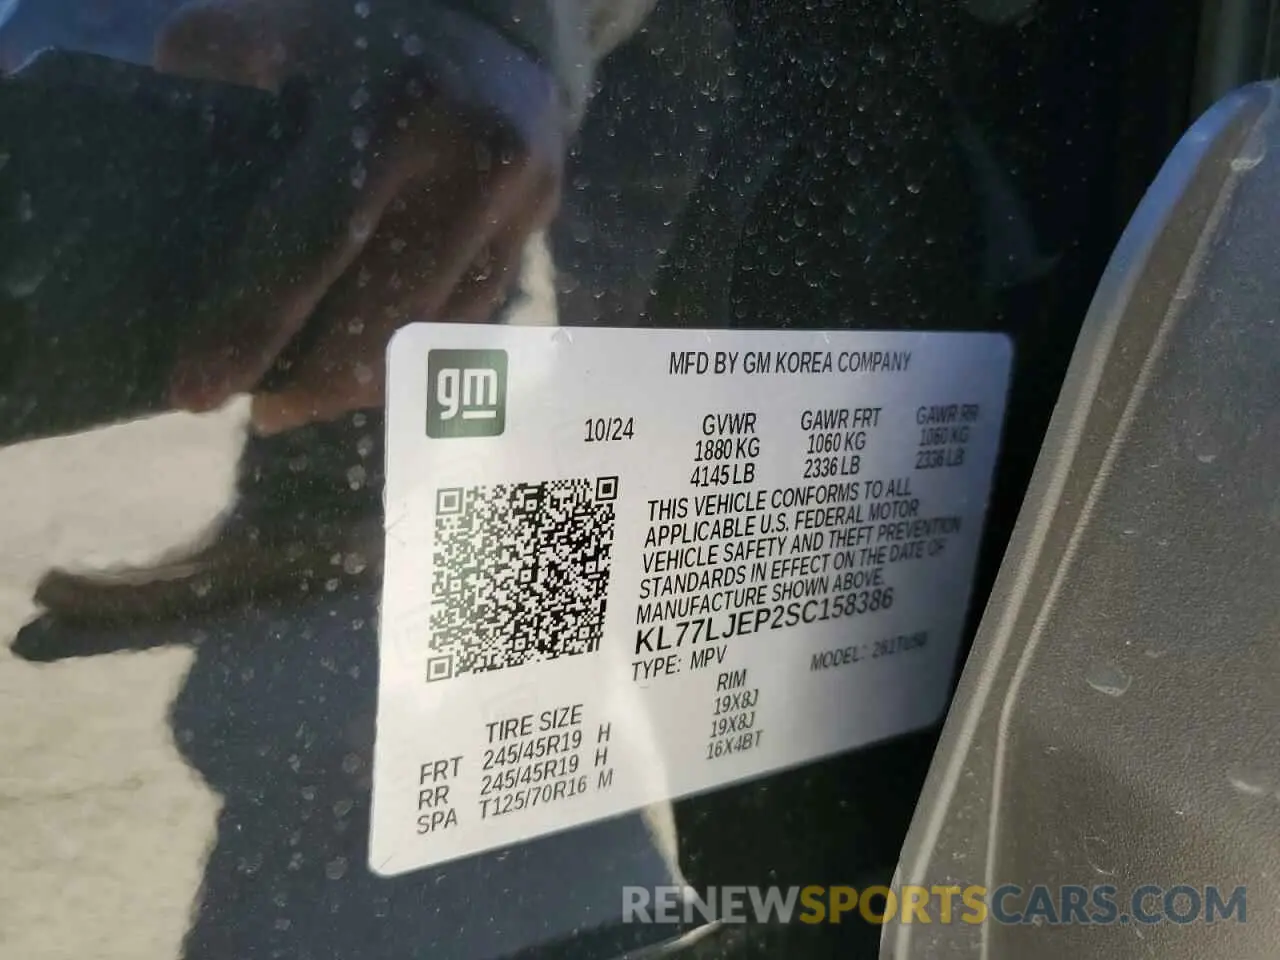 gm
MFD BY GM KOREA COMPANY
10/24
GVWR GAWR FRT GAWR RR
1880 KG 1060 KG 1060 KG
4145 LB 2336 LB 2336 LB
THIS VEHICLE CONFORMS TO ALL
APPLICABLE U.S. FEDERAL MOTOR
VEHICLE SAFETY AND THEFT PREVENTION
STANDARDS IN EFFECT ON THE DATE OF
MANUFACTURE SHOWN ABOVE.
KL77LJEP2SC158386
TYPE: MPV MODEL:
TIRE SIZE RIM
FRT 245/45R19 H 19X8J
RR 245/45R19 H 19X8J
SPA T125/70R16 M 16X4BT
RENEWSPORTSCARS.COM